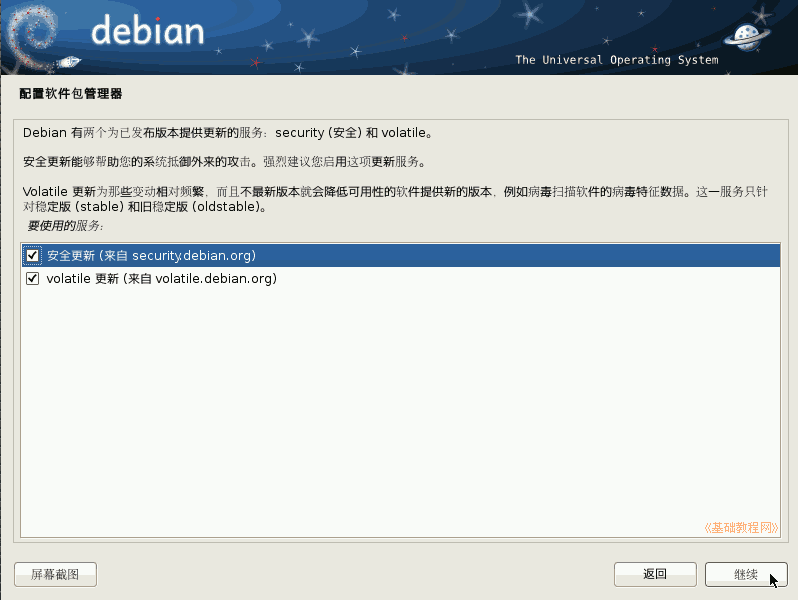 debian
The Universal Operating System
配置软件包管理器
Debian 有两个为已发布版本提供更新的服务：security (安全) 和 volatile。
安全更新能够帮助您的系统抵御外来的攻击。强烈建议您启用这项更新服务。
Volatile 更新为那些变动相对频繁，而且不最新版本就会降低可用性的软件提供新的版本，例如病毒扫描软件的病毒特征数据。这一服务只针
对稳定版 (stable) 和旧稳定版 (oldstable)。
要使用的服务：
安全更新 (来自 security.debian.org)
volatile 更新 (来自 volatile.debian.org)
《基础教程网》
屏幕截图
返回
继续